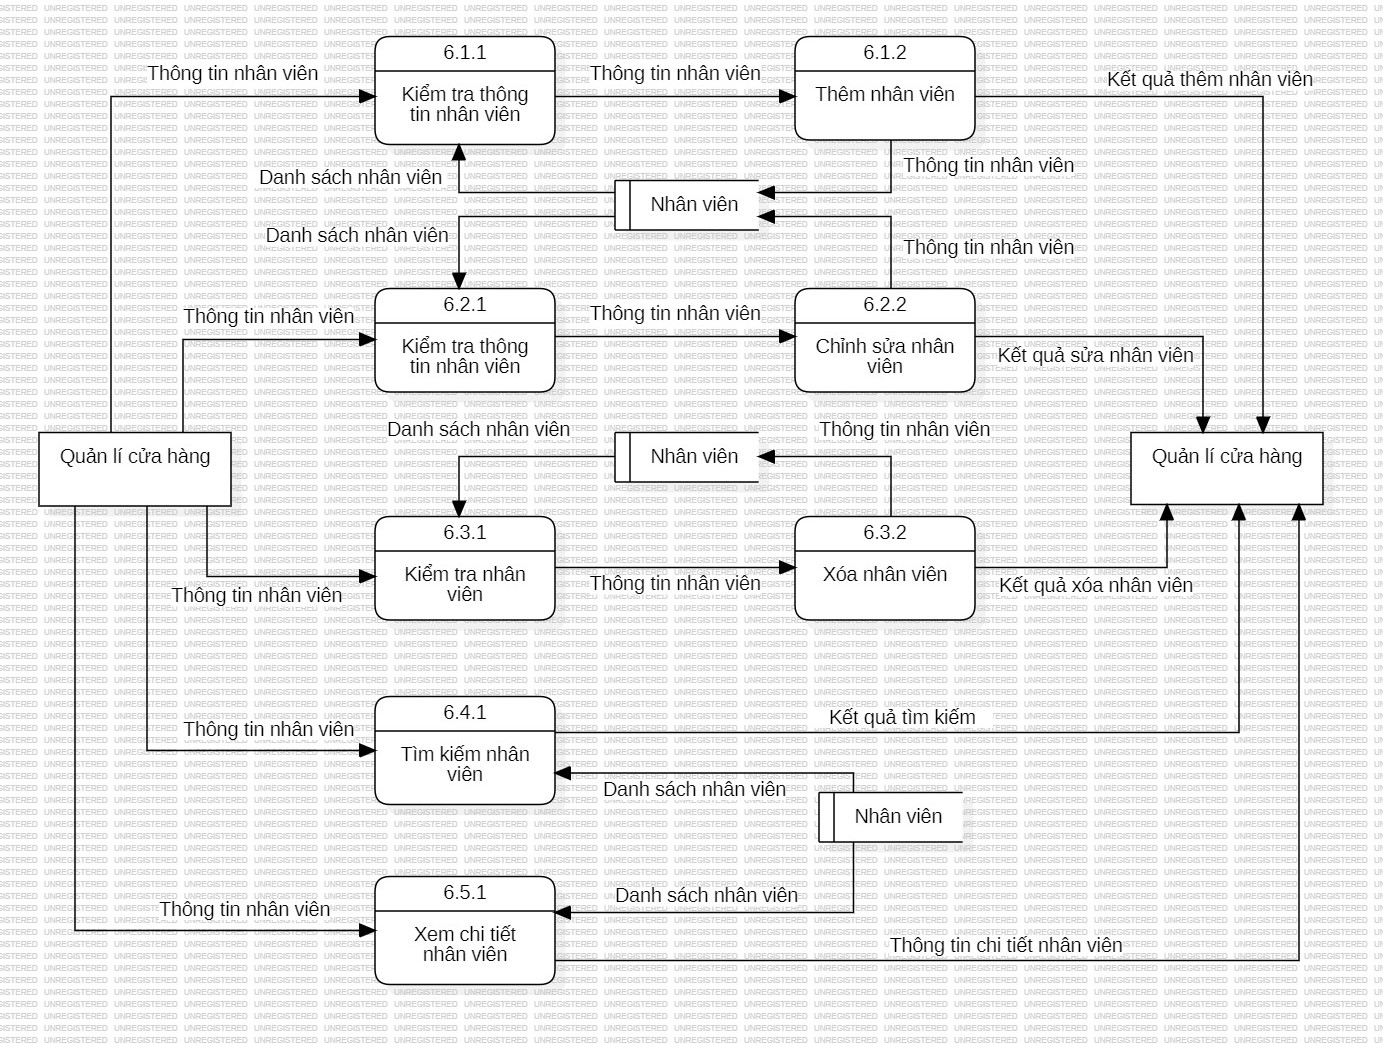 6.1.1
6.1.2
Thông tin nhân viên
Thông tin nhân viên
Kết quả thêm nhân viên
Kiểm tra thông
tin nhân viên
Thêm nhân viên
Danh sách nhân viên
Thông tin nhân viên
Nhân viên
Danh sách nhân viên
Thông tin nhân viên
6.2.1
6.2.2
Thông tin nhân viên
Thông tin nhân viên
Kiểm tra thông
tin nhân viên
Chỉnh sửa nhân
viên
Kết quả sửa nhân viên
Danh sách nhân viên
Thông tin nhân viên
Quản lí cửa hàng
Nhân viên
Quản lí cửa hàng
6.3.1
6.3.2
Kiểm tra nhân
viên
Xóa nhân viên
Thông tin nhân viên
Thông tin nhân viên
Kết quả xóa nhân viên
6.4.1
Kết quả tìm kiếm
Thông tin nhân viên
Tìm kiếm nhân
viên
Danh sách nhân viên
Nhân viên
6.5.1
Danh sách nhân viên
Thông tin nhân viên
Xem chi tiết
nhân viên
Thông tin chi tiết nhân viên
UNREGISTERED